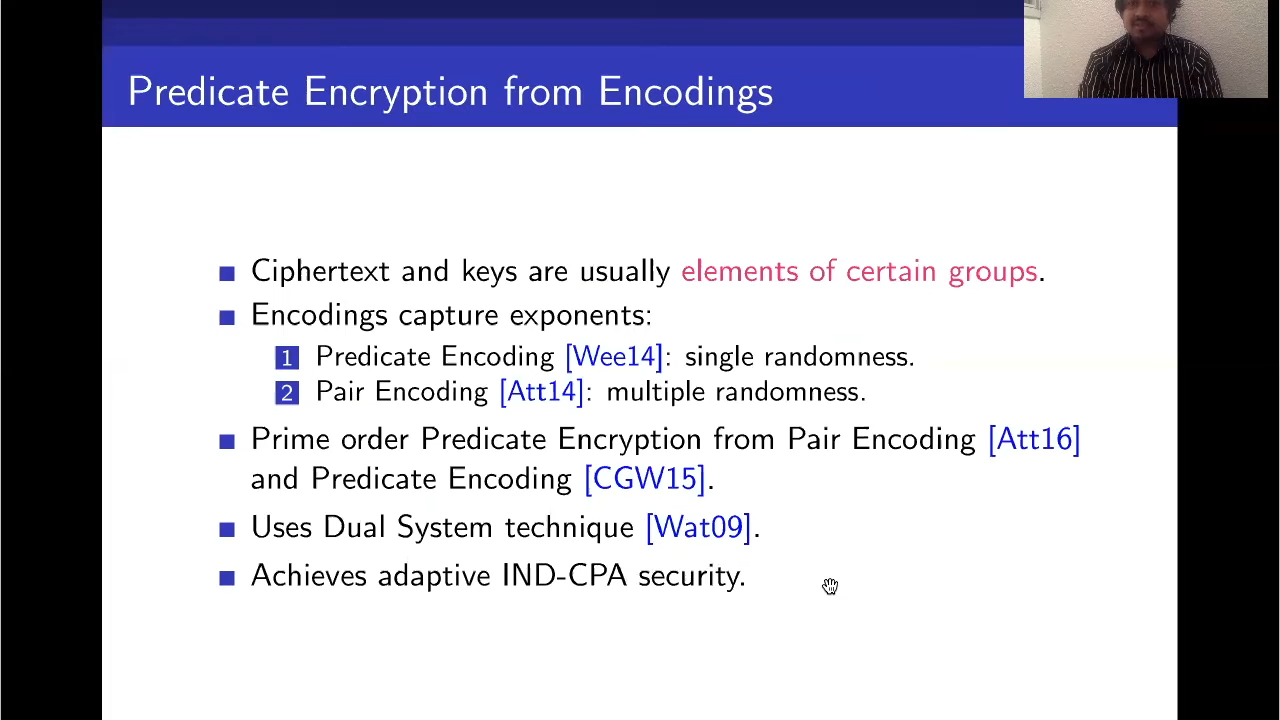 Predicate Encryption from Encodings
Ciphertext and keys are usually elements of certain groups.
Encodings capture exponents:
1 Predicate Encoding [Wee14]: single randomness.
2 Pair Encoding [Att14]: multiple randomness.
Prime order Predicate Encryption from Pair Encoding [Att16]
and Predicate Encoding [CGW15].
Uses Dual System technique [Wat09].
Achieves adaptive IND-CPA security.